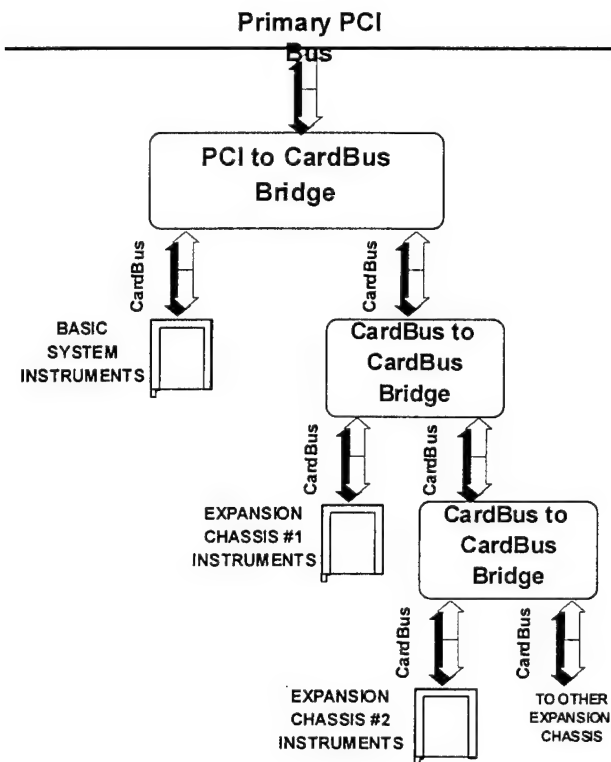 Primary PCI
Bus
PCI to CardBus
Bridge
CardBus
CardBus
BASIC
SYSTEM
INSTRUMENTS
CardBus to
CardBus
Bridge
CardBus
CardBus
EXPANSION
CHASSIS #1
INSTRUMENTS
CardBus to
CardBus
Bridge
CardBus
CardBus
EXPANSION
CHASSIS #2
INSTRUMENTS
TO OTHER
EXPANSION
CHASSIS